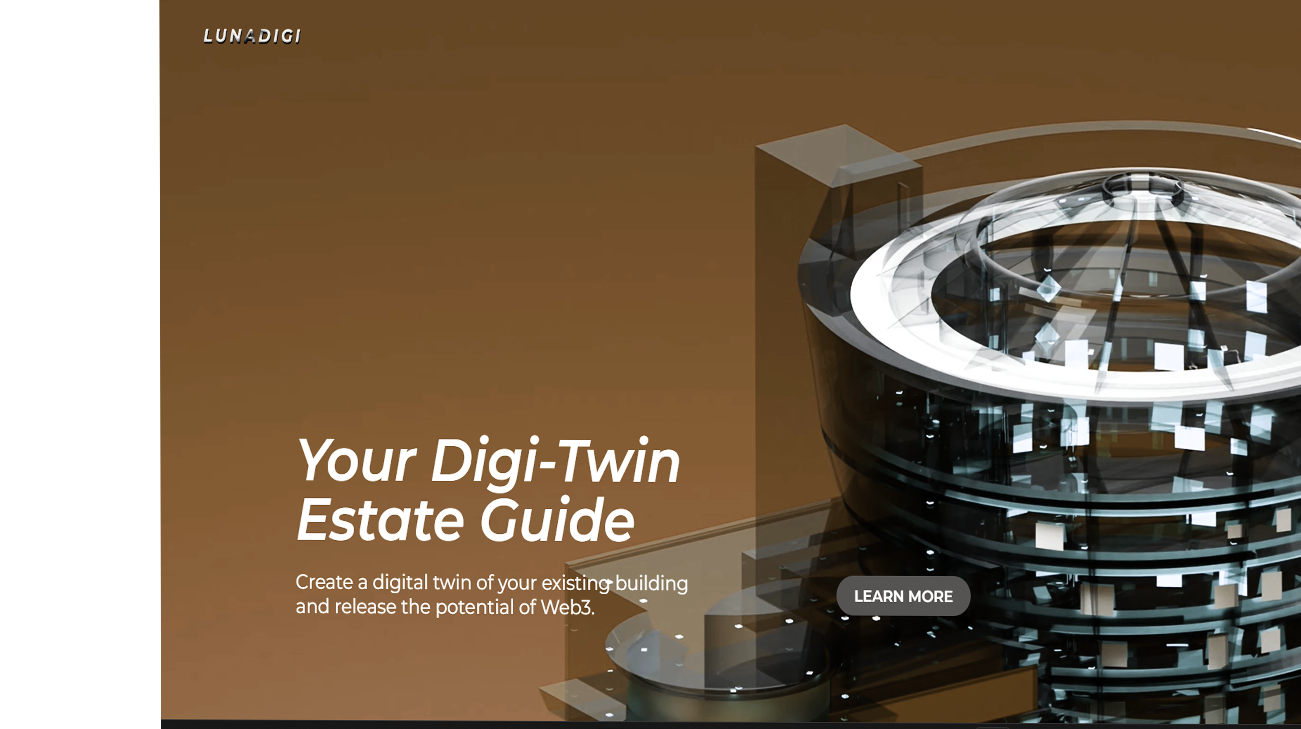 LUNADIGI
Your Digi-Twin
Estate Guide
Create a digital twin of your existing building
and release the potential of Web3.
LEARN MORE